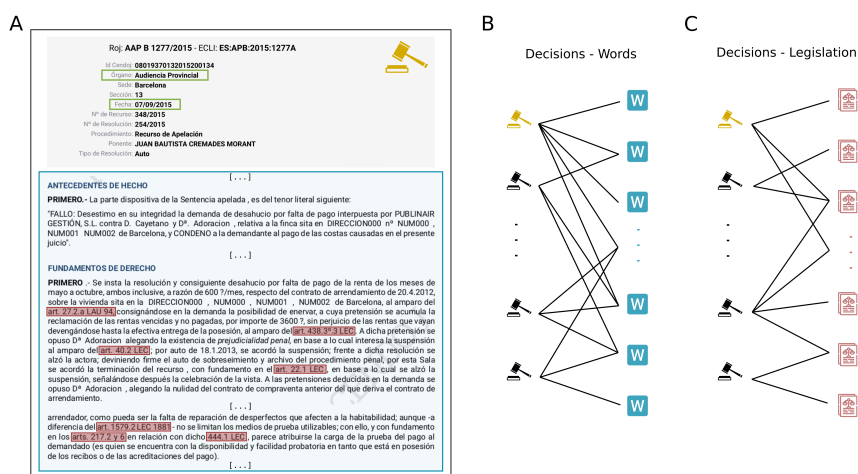 A
Roj: AAP B 1277/2015 - ECLI: ES:APB:2015:1277A
Id Cendoj: 08019370132015200134
Órgano: Audiencia Provincial
Sede: Barcelona
Sección: 13
Fecha: 07/09/2015
Nº de Recurso: 348/2015
Nº de Resolución: 254/2015
Procedimiento: Recurso de Apelación
Ponente: JUAN BAUTISTA CREMADES MORANT
Tipo de Resolución: Auto
[...]
ANTECEDENTES DE HECHO
PRIMERO.- La parte dispositiva de la Sentencia apelada , es del tenor literal siguiente:
"FALLO: Desestimo en su integridad la demanda de desahucio por falta de pago interpuesta por PUBLINAIR
GESTIÓN, S.L. contra D. Cayetano y Dª. Adoracion , relativa a la finca sita en DIRECCION000 nº NUM000 ,
NUM001 NUM002 de Barcelona, y CONDENO a la demandante al pago de las costas causadas en el presente
juicio".
[...]
FUNDAMENTOS DE DERECHO
PRIMERO .- Se insta la resolución y consiguiente desahucio por falta de pago de la renta de los meses de
mayo a octubre, ambos inclusive, a razón de 600 ?/mes, respecto del contrato de arrendamiento de 20.4.2012,
sobre la vivienda sita en la DIRECCION000 , NUM000 , NUM001 , NUM002 de Barcelona, al amparo del
art. 27.2.a LAU 94, consignándose en la demanda la posibilidad de enervar, a cuya pretensión se acumula la
reclamación de las rentas vencidas y no pagadas, por importe de 3600 ?, sin perjuicio de las rentas que vayan
devengándose hasta la efectiva entrega de la posesión, al amparo del art. 438.3º.3 LEC. A dicha pretensión se
opuso Dª Adoracion alegando la existencia de prejudicialidad penal, en base a lo cual interesa la suspensión
al amparo del art. 40.2 LEC; por auto de 18.1.2013, se acordó la suspensión; frente a dicha resolución se
alzó la actora; deviniendo firme el auto de sobreseimiento y archivo del procedimiento penal, por esta Sala
se acordó la terminación del recurso , con fundamento en el art. 22.1 LEC, en base a lo cual se alzó la
suspensión, señalándose después la celebración de la vista. A las pretensiones deducidas en la demanda se
opuso Dª Adoracion , alegando la nulidad del contrato de compraventa anterior del que deriva el contrato de
arrendamiento.
[...]
arrendador, como pueda ser la falta de reparación de desperfectos que afecten a la habitabilidad; aunque -a
diferencia del art. 1579.2 LEC 1881 - no se limitan los medios de prueba utilizables; con ello, y con fundamento
en los arts. 217.2 y 6 en relación con dicho 444.1 LEC , parece atribuirse la carga de la prueba del pago al
demandado (es quien se encuentra con la disponibilidad y facilidad probatoria en tanto que está en posesión
de los recibos o de las acreditaciones del pago).
[...]
B
Decisions - Words
W
W
W
W
W
W
C
Decisions - Legislation